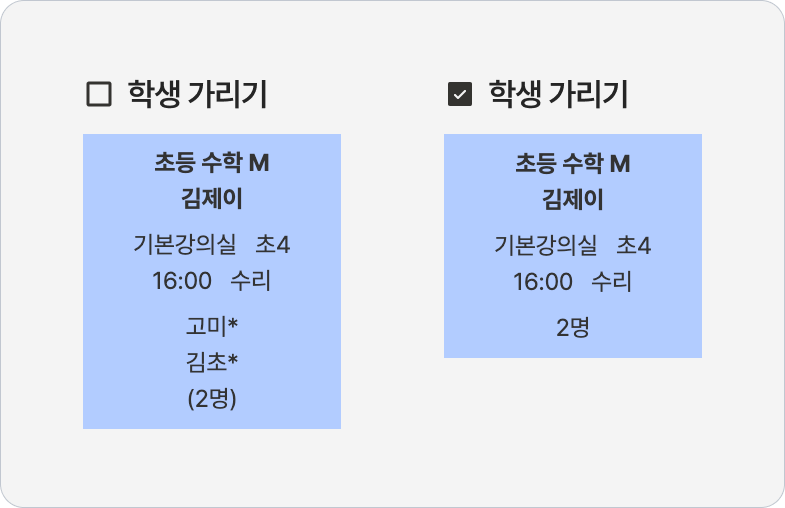 학생 가리기
초등 수학 M
김제이
기본강의실 초4
16:00 수리
고미*
김초*
(2명)
학생 가리기
초등 수학 M
김제이
기본강의실 초4
16:00 수리
2명